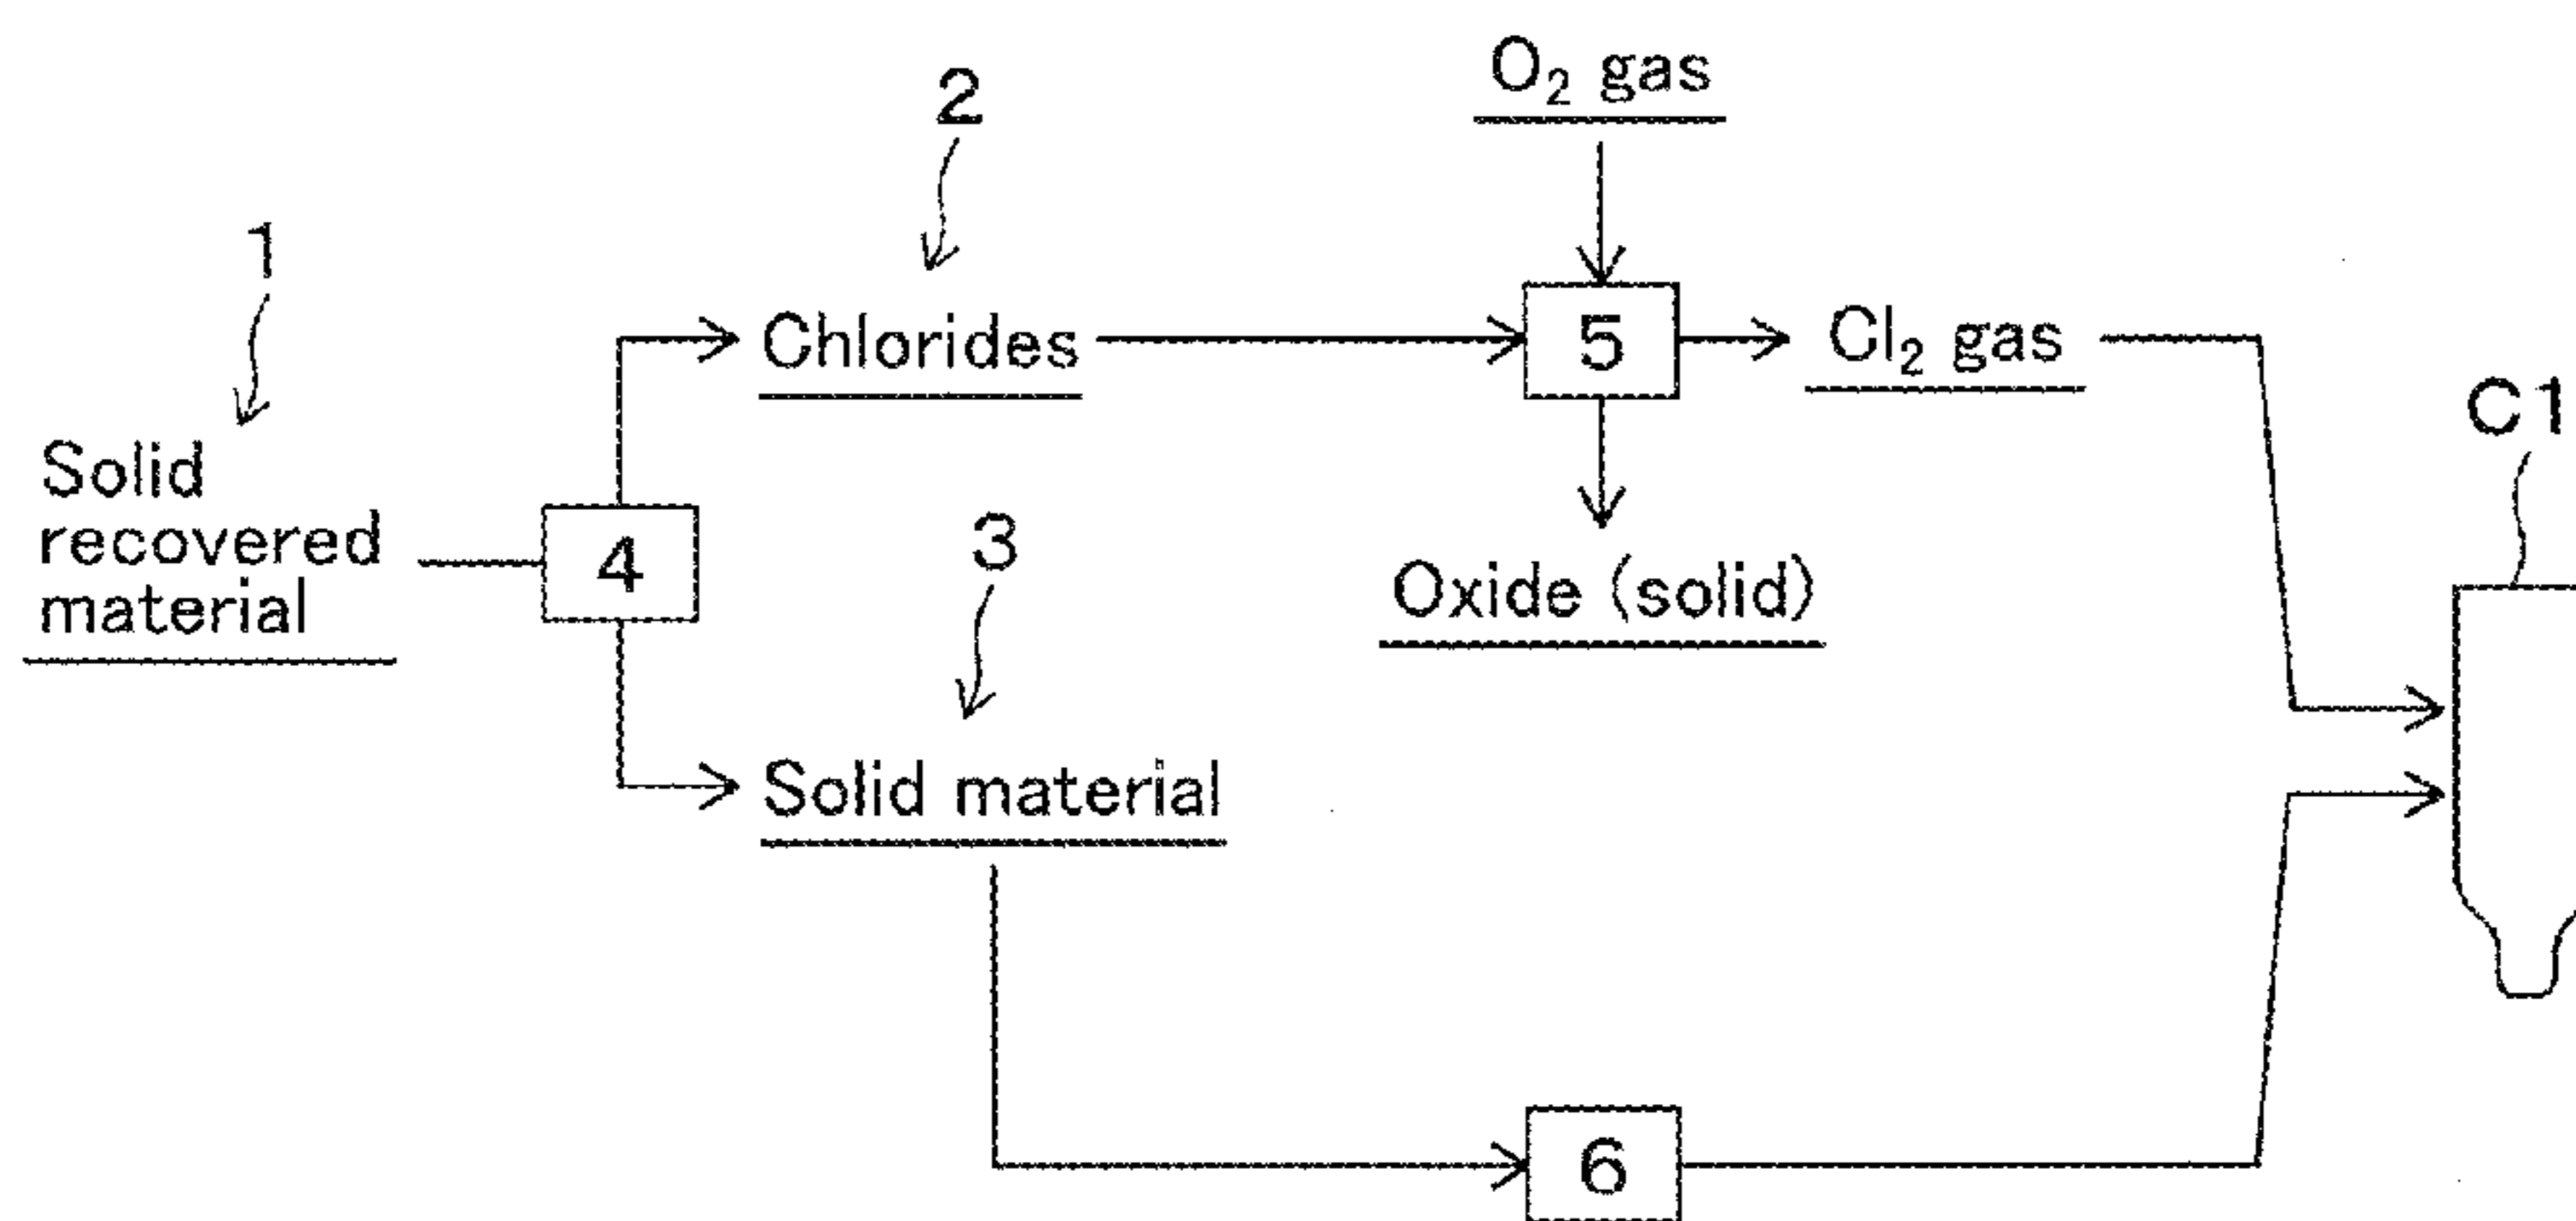 O₂ gas
2
1
Chlorides
5
Cl₂ gas
C1
Solid
recovered
material
4
3
Oxide (solid)
Solid material
6